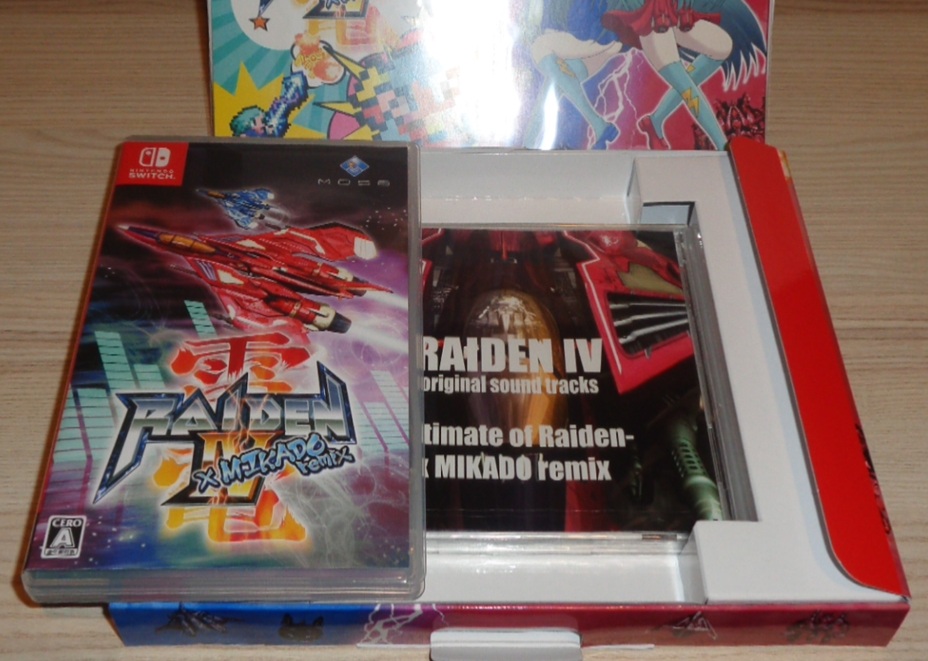 NINTENDO
SWITCH
MOSS
雷
RAIDEN
IV
x MIKADO
remix
CERO
A
RAIDEN IV
original sound tracks
timate of Raiden-
x MIKADO remix